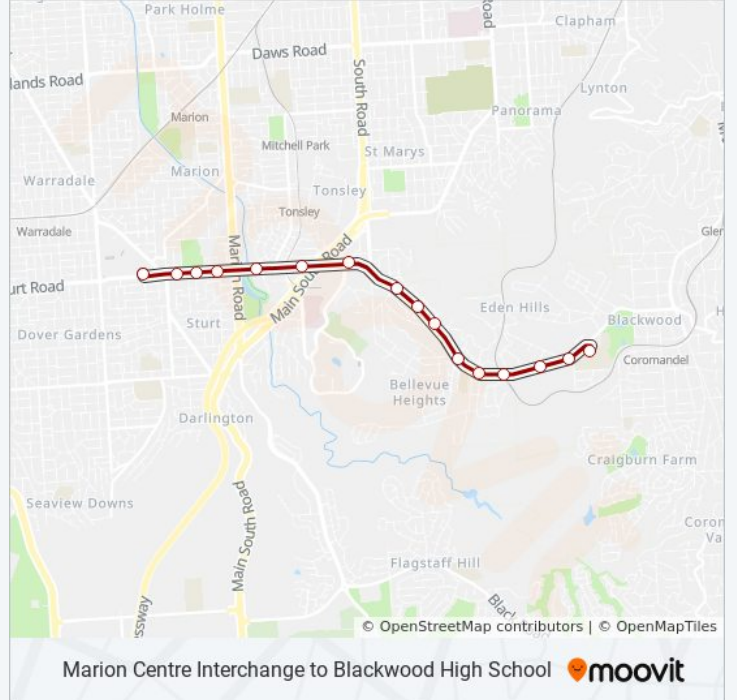 Park Holme
Road
Clapham
Daws Road
lands Road
South Road
Lynton
Panorama
Marion
Mitchell Park
St Marys
Marion
Warradale
Tonsley
Tonsley
Warradale
Gler
Marion Road
Main South Road
urt Road
Eden Hills
Blackwood
H
Sturt
Dover Gardens
Coromandel
Bellevue
Heights
Darlington
Craigburn Farm
Seaview Downs
Main South Road
Coron
Va
Flagstaff Hill
ssway
© OpenStreetMap contributors | © OpenMapTiles
Marion Centre Interchange to Blackwood High School
moovit